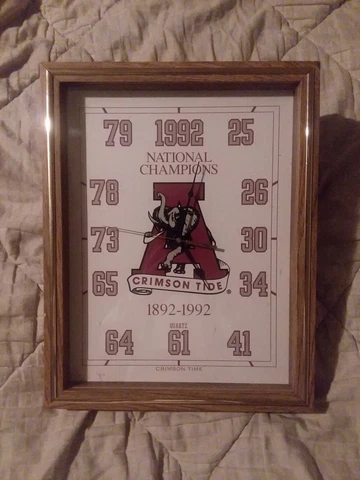 79 1992 25
NATIONAL
CHAMPIONS
78 26
73 30
A
CRIMSON TIDE ®
65 34
1892-1992
QUARTZ
64 61 41
CRIMSON TIME